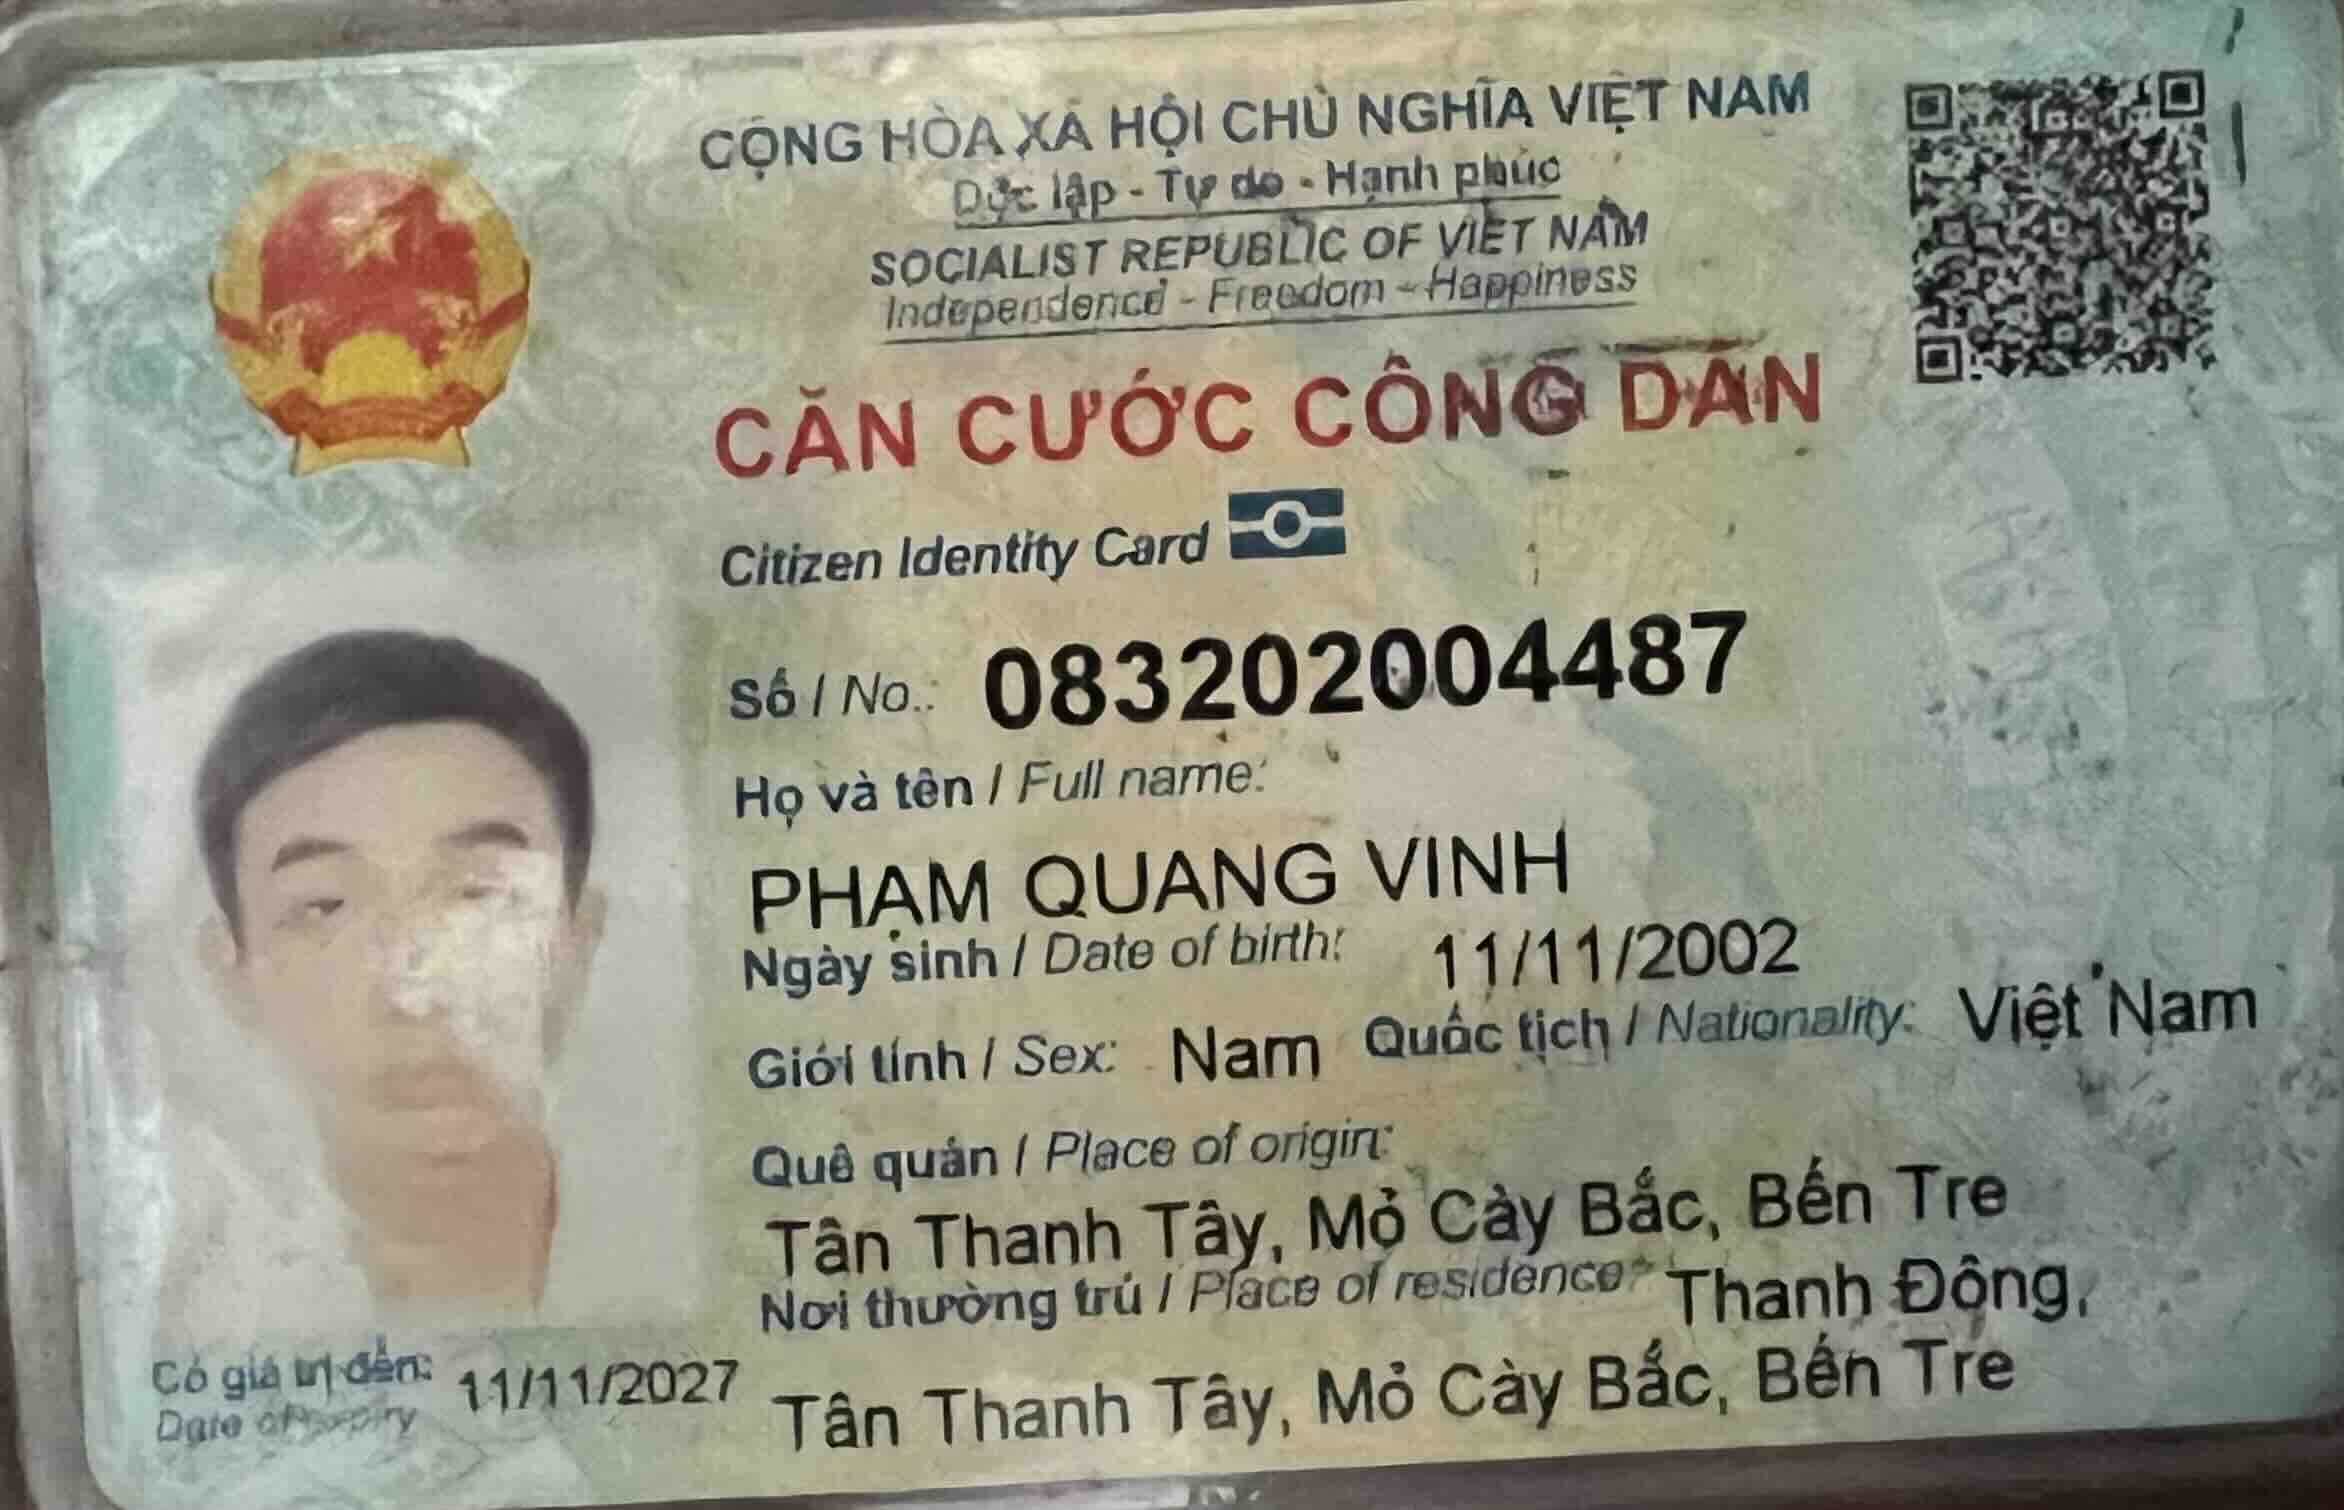 CỘNG HÒA XÃ HỘI CHỦ NGHĨA VIỆT NAM
Độc lập - Tự do - Hạnh phúc
SOCIALIST REPUBLIC OF VIET NAM
Independence - Freedom - Happiness
CĂN CƯỚC CÔNG DÂN
Citizen Identity Card
Số / No.: 083202004487
Họ và tên / Full name:
PHẠM QUANG VINH
Ngày sinh / Date of birth: 11/11/2002
Giới tính / Sex: Nam Quốc tịch / Nationality: Việt Nam
Quê quán / Place of origin:
Tân Thanh Tây, Mỏ Cày Bắc, Bến Tre
Nơi thường trú / Place of residence: Thanh Đông,
Tân Thanh Tây, Mỏ Cày Bắc, Bến Tre
Có giá trị đến: 11/11/2027
Date of expiry